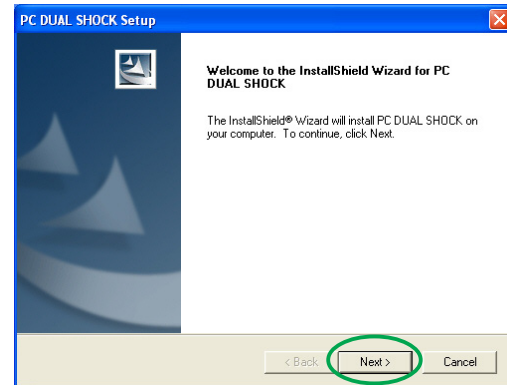 PC DUAL SHOCK Setup
Welcome to the InstallShield Wizard for PC
DUAL SHOCK
The InstallShield® Wizard will install PC DUAL SHOCK on
your computer. To continue, click Next.
< Back
Next >
Cancel